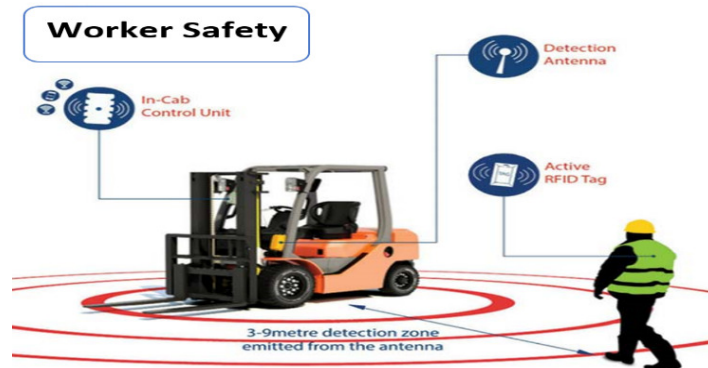 Worker Safety
Detection
Antenna
In-Cab
Control Unit
Active
RFID Tag
3-9metre detection zone
emitted from the antenna